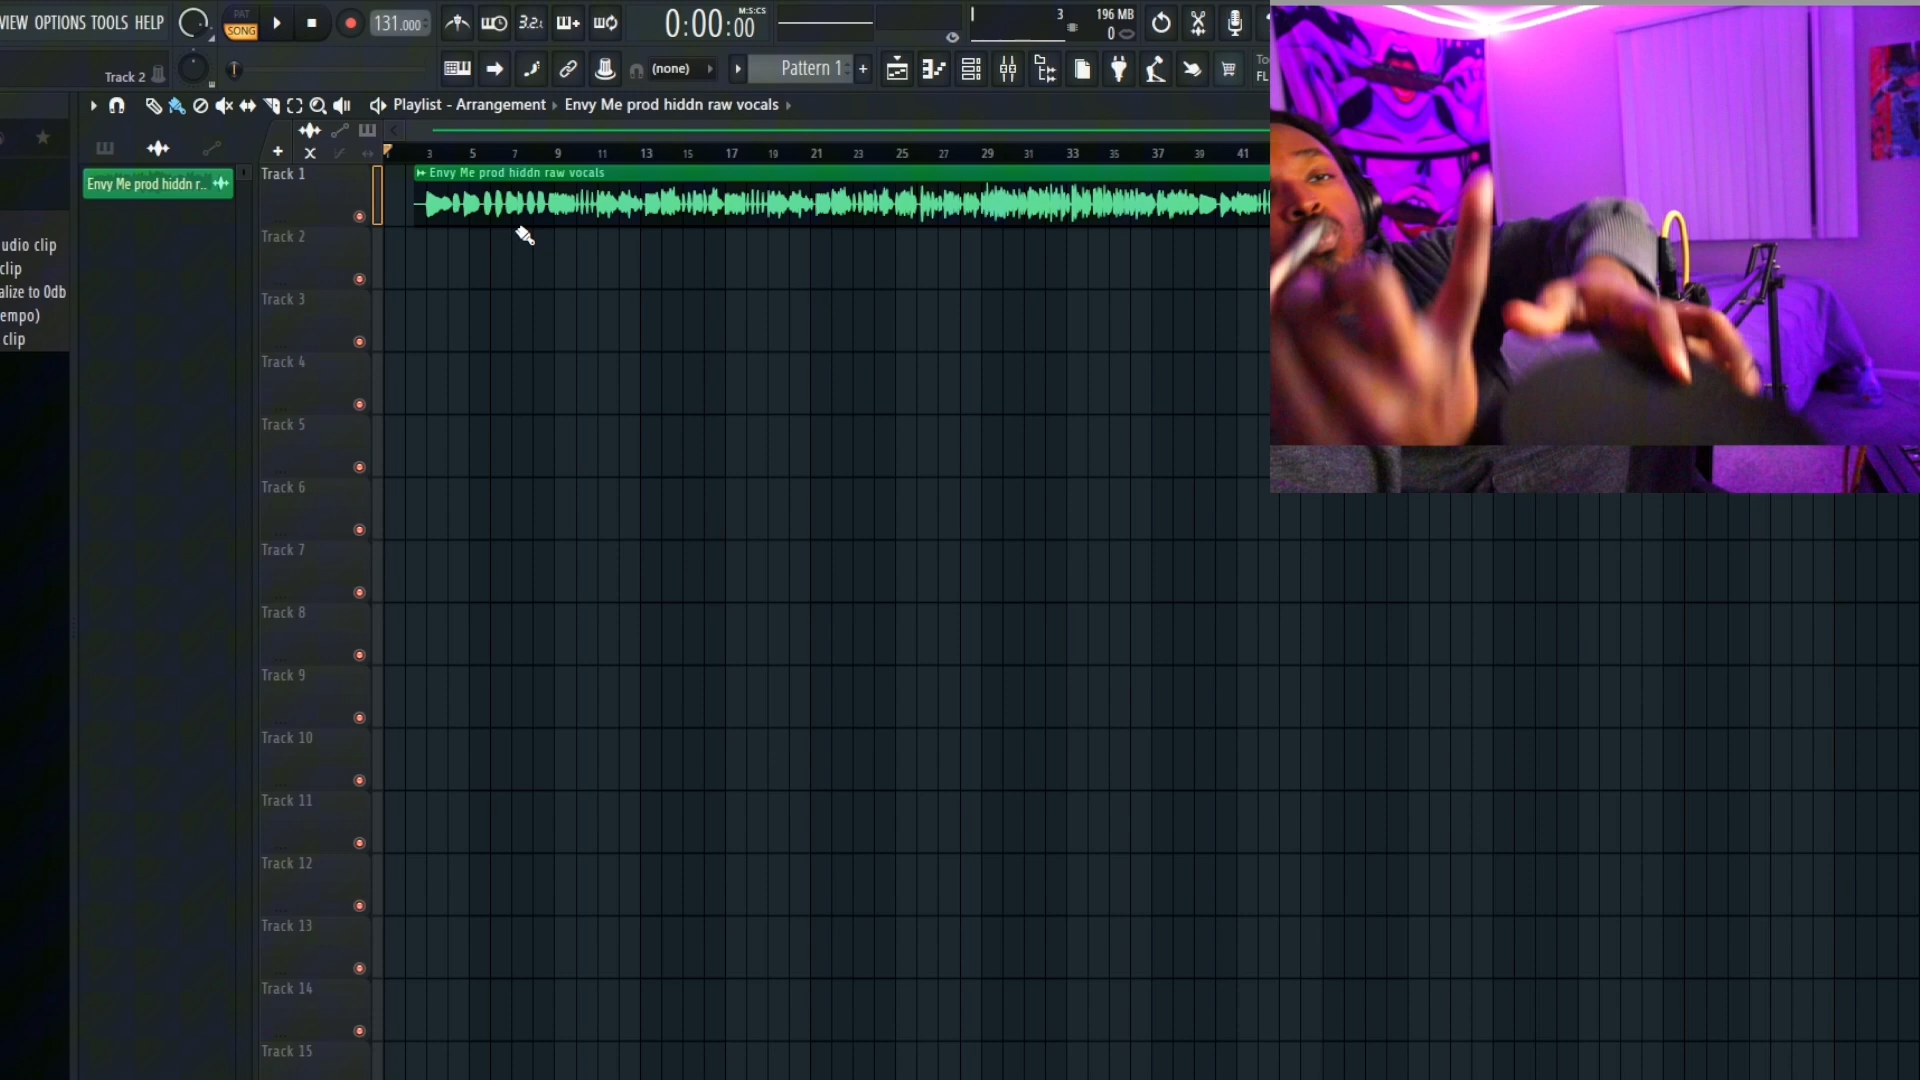 VIEW OPTIONS TOOLS HELP
PAT
SONG
131.000
3.2.
0:00:00
M:S:CS
3
196 MB
0
Track 2
(none)
Pattern 1
+
To
FL
Playlist - Arrangement
Envy Me prod hiddn raw vocals
3 5 7 9 11 13 15 17 19 21 23 25 27 29 31 33 35 37 39 41
Envy Me prod hiddn r..
Envy Me prod hiddn raw vocals
udio clip
clip
alize to 0db
empo)
clip
Track 1
Track 2
Track 3
Track 4
Track 5
Track 6
Track 7
Track 8
Track 9
Track 10
Track 11
Track 12
Track 13
Track 14
Track 15